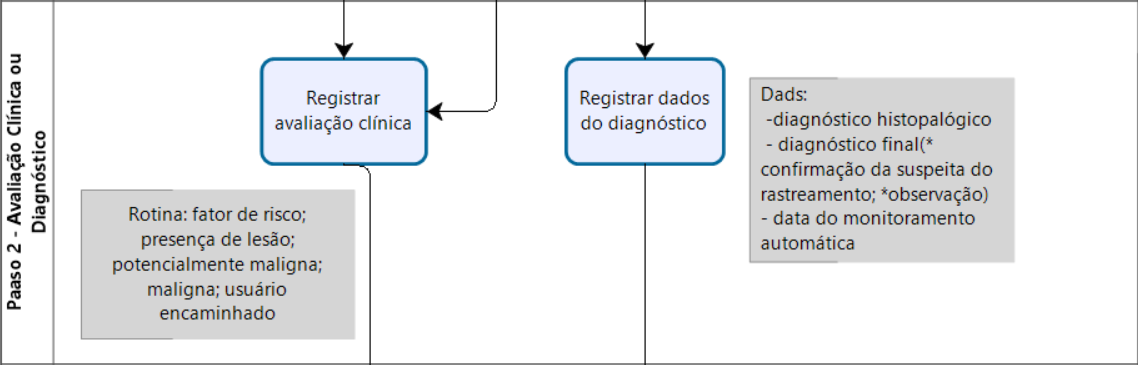 Paaso 2 - Avaliação Clínica ou
Diagnóstico
Registrar
avaliação clínica
Rotina: fator de risco;
presença de lesão;
potencialmente maligna;
maligna; usuário
encaminhado
Registrar dados
do diagnóstico
Dads:
-diagnóstico histopalógico
- diagnóstico final(*
confirmação da suspeita do
rastreamento; *observação)
- data do monitoramento
automática